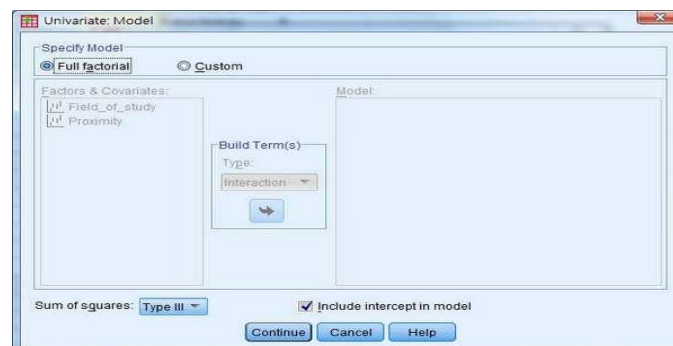 Univariate: Model
Specify Model
Full factorial
Custom
Factors & Covariates:
Field_of_study
Proximity
Build Term(s)
Type:
Interaction
Model:
Sum of squares: Type III
Include intercept in model
Continue Cancel Help